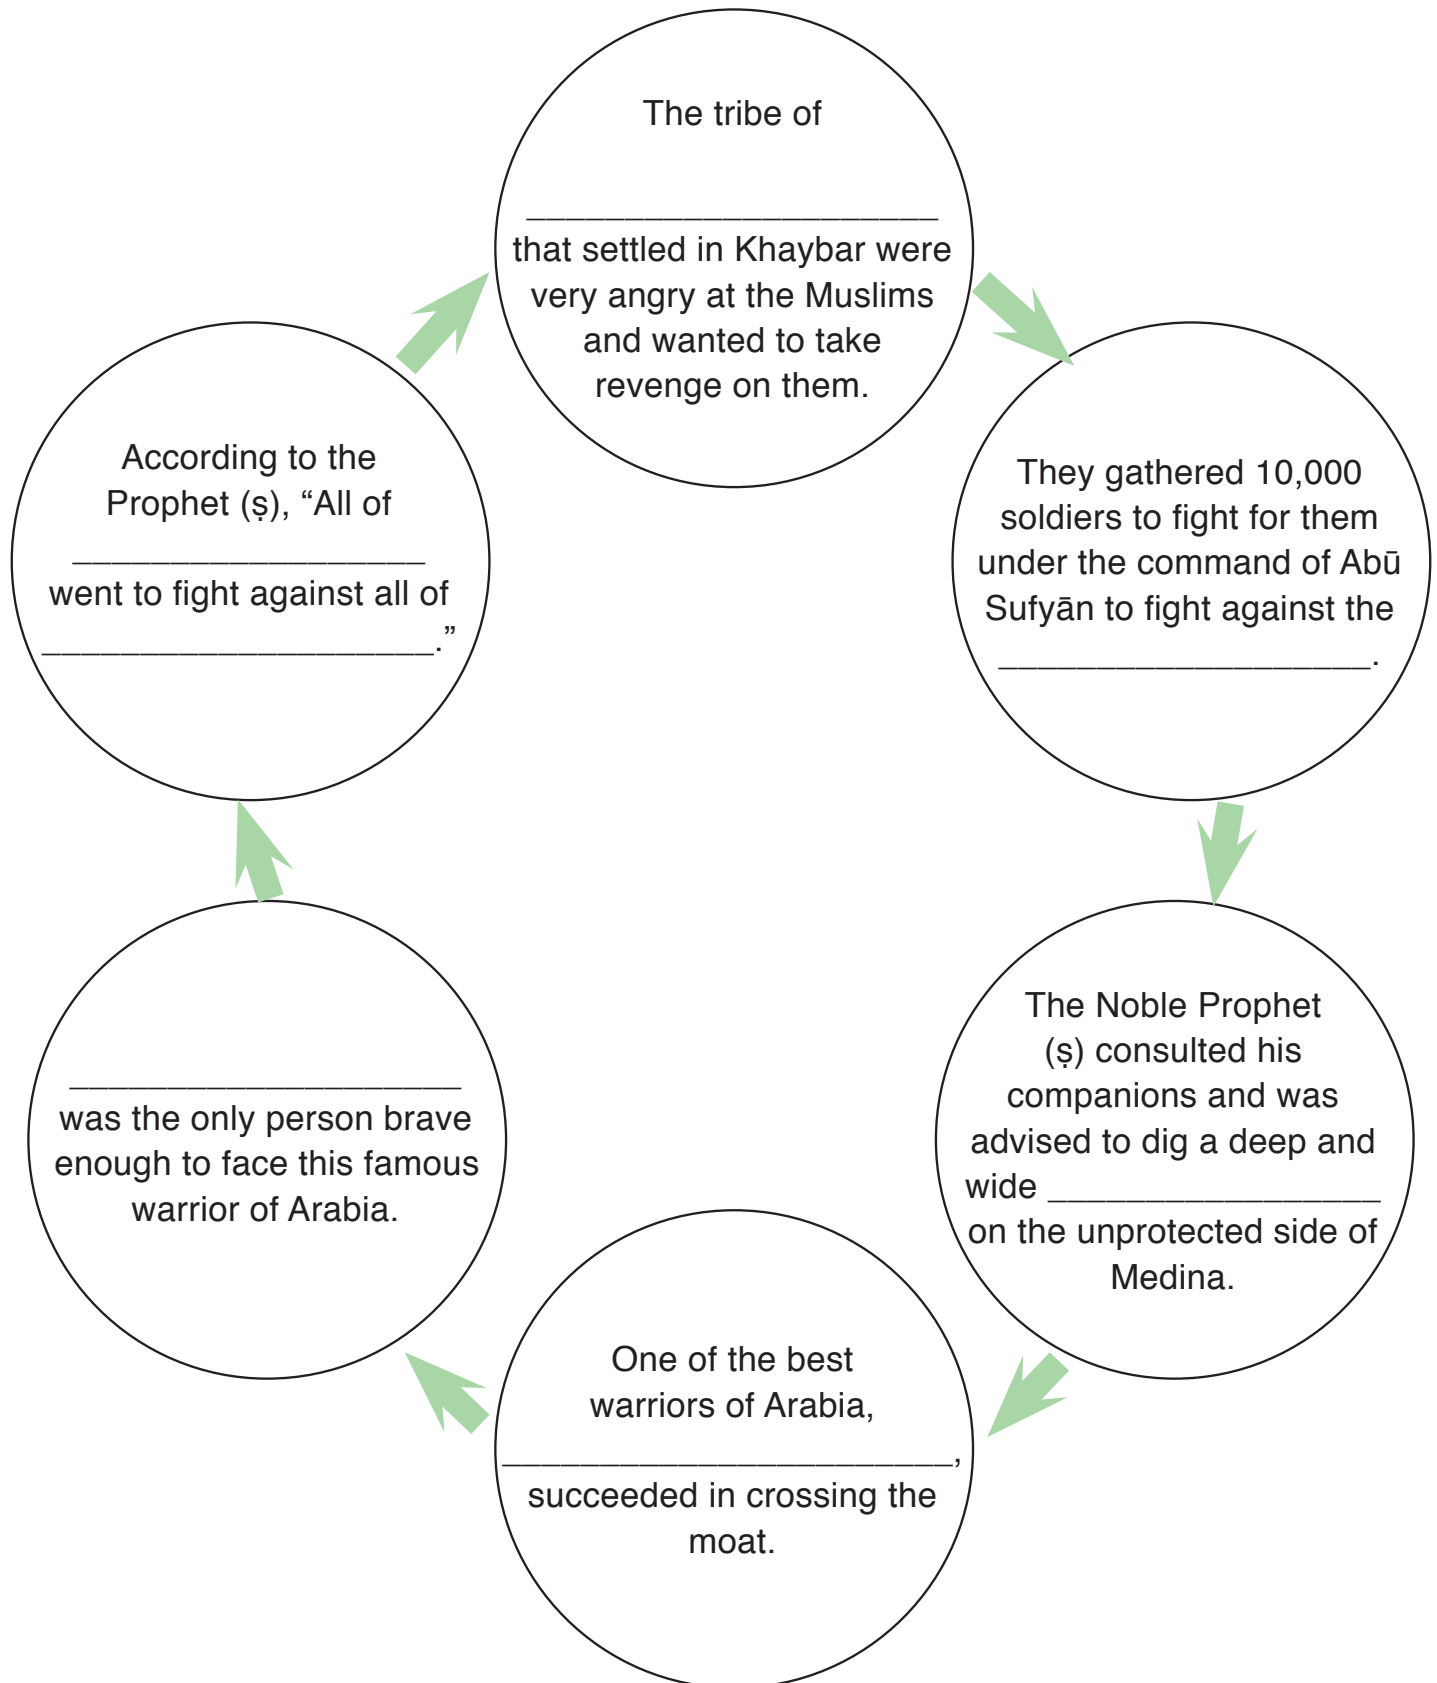 The tribe of
_____________________
that settled in Khaybar were
very angry at the Muslims
and wanted to take
revenge on them.
They gathered 10,000
soldiers to fight for them
under the command of Abū
Sufyān to fight against the
___________________.
The Noble Prophet
(ṣ) consulted his
companions and was
advised to dig a deep and
wide _________________
on the unprotected side of
Medina.
One of the best
warriors of Arabia,
_______________________,
succeeded in crossing the
moat.
____________________
was the only person brave
enough to face this famous
warrior of Arabia.
According to the
Prophet (ṣ), “All of
__________________
went to fight against all of
____________________.”